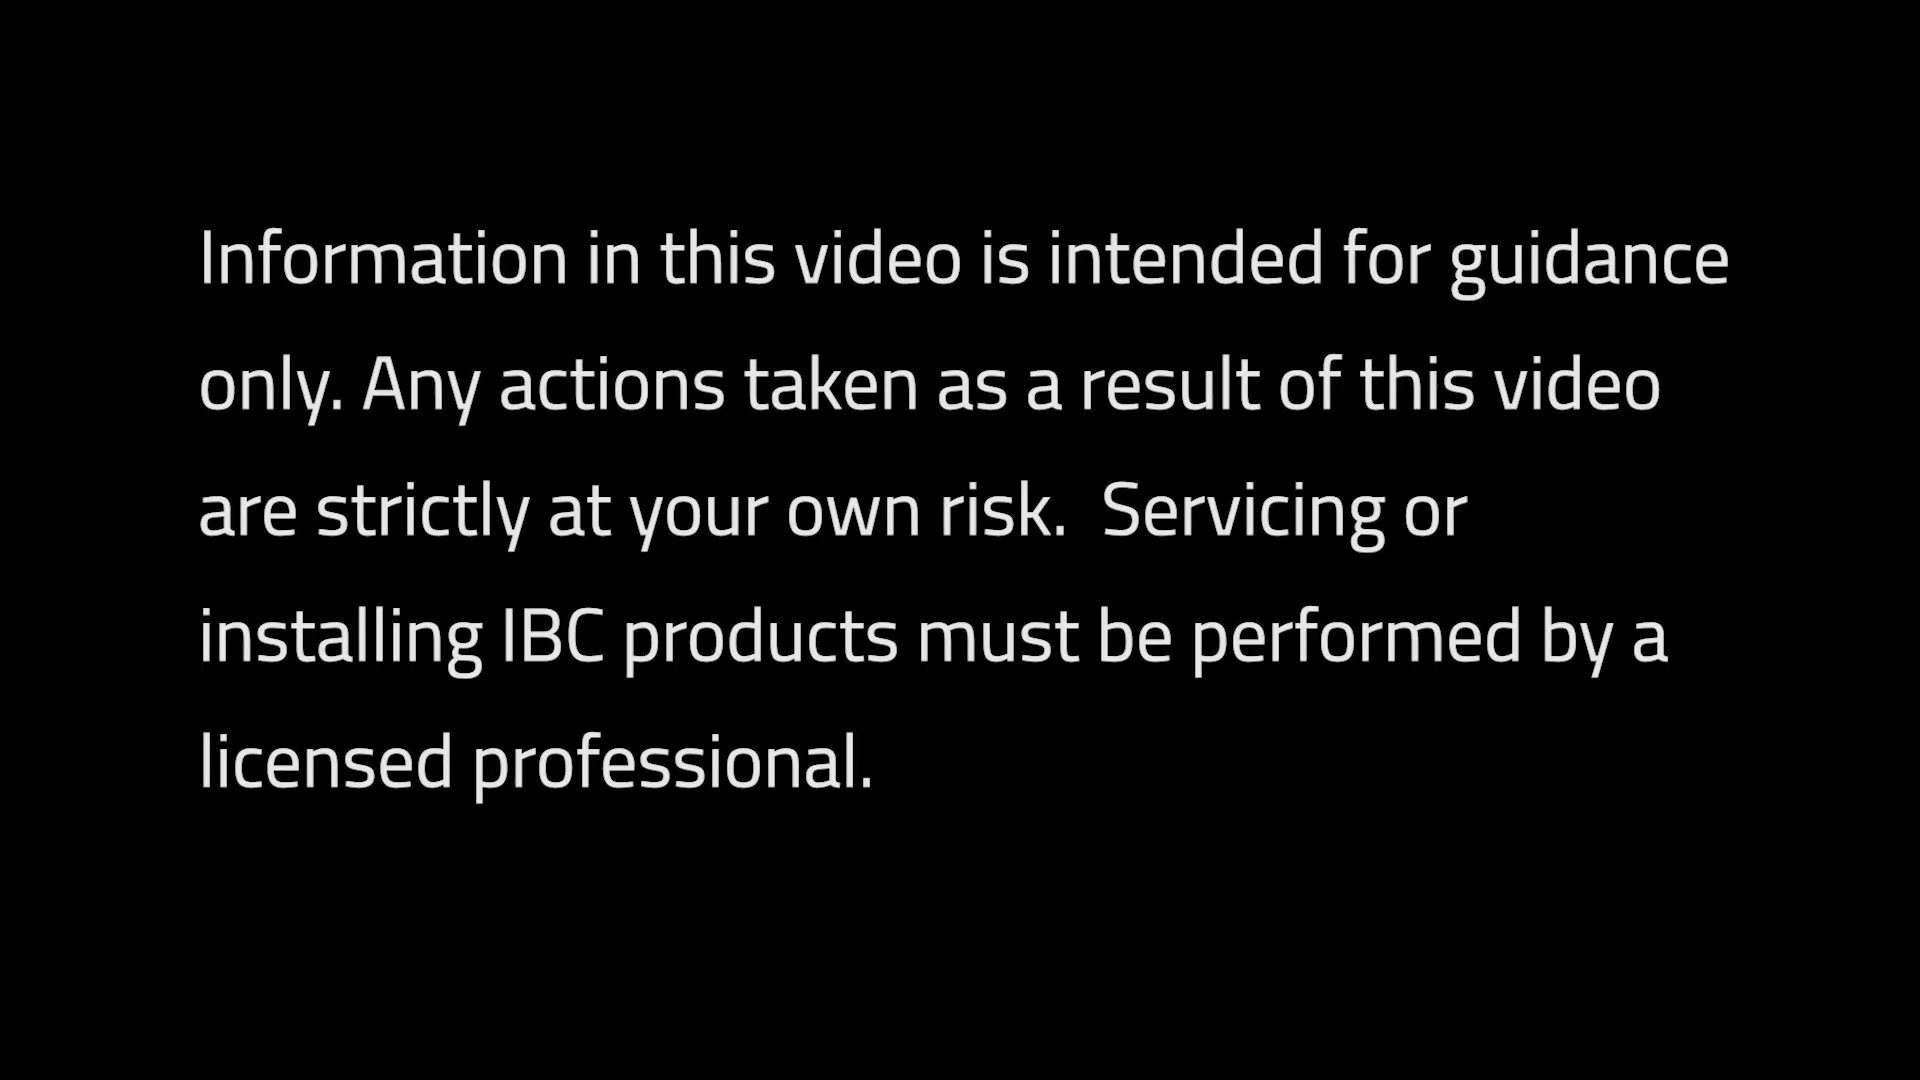 Information in this video is intended for guidance
only. Any actions taken as a result of this video
are strictly at your own risk.  Servicing or
installing IBC products must be performed by a
licensed professional.